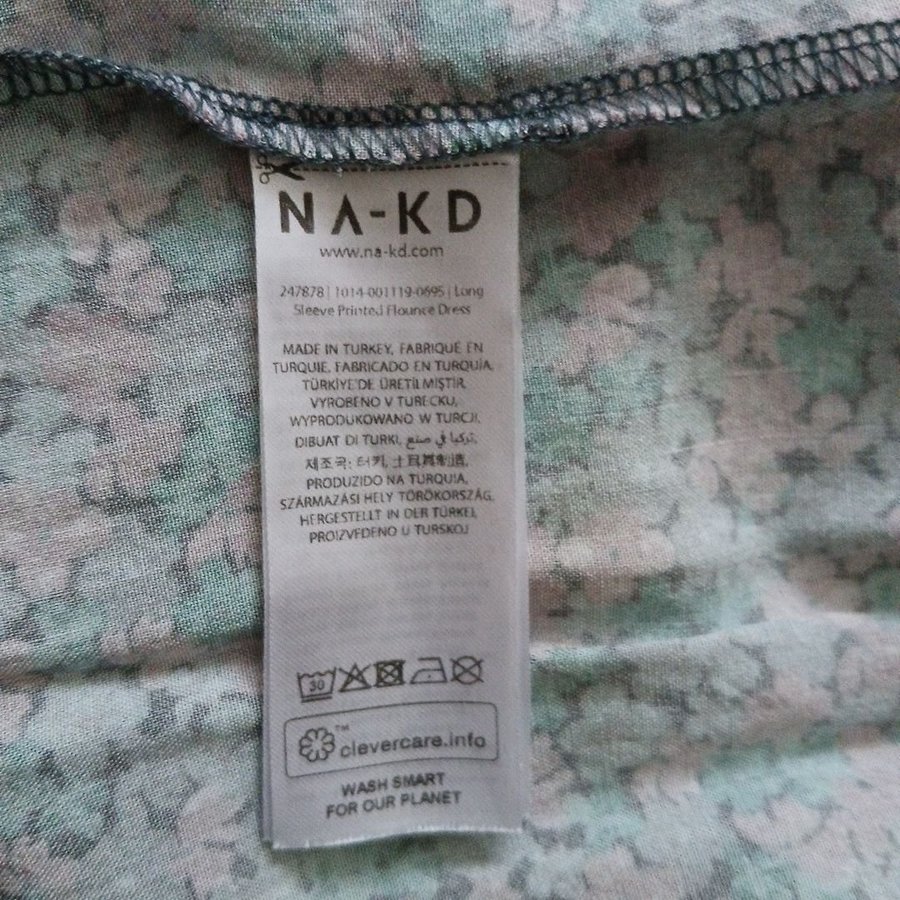 NA-KD
www.na-kd.com
247878 | 1014-001119-0695 | Long
Sleeve Printed Flounce Dress
MADE IN TURKEY, FABRIQUE EN
TURQUIE, FABRICADO EN TURQUÍA,
TÜRKİYE'DE ÜRETİLMİŞTİR,
VYROBENO V TURECKU,
WYPRODUKOWANO W TURCJI,
DIBUAT DI TURKI, تركيا في صنع,
제조국: 터키, 土耳其制造,
PRODUZIDO NA TURQUIA,
SZÁRMAZÁSI HELY TÖRÖKORSZÁG,
HERGESTELLT IN DER TÜRKEI,
PROIZVEDENO U TURSKOJ
30
clevercare.info ™
WASH SMART
FOR OUR PLANET